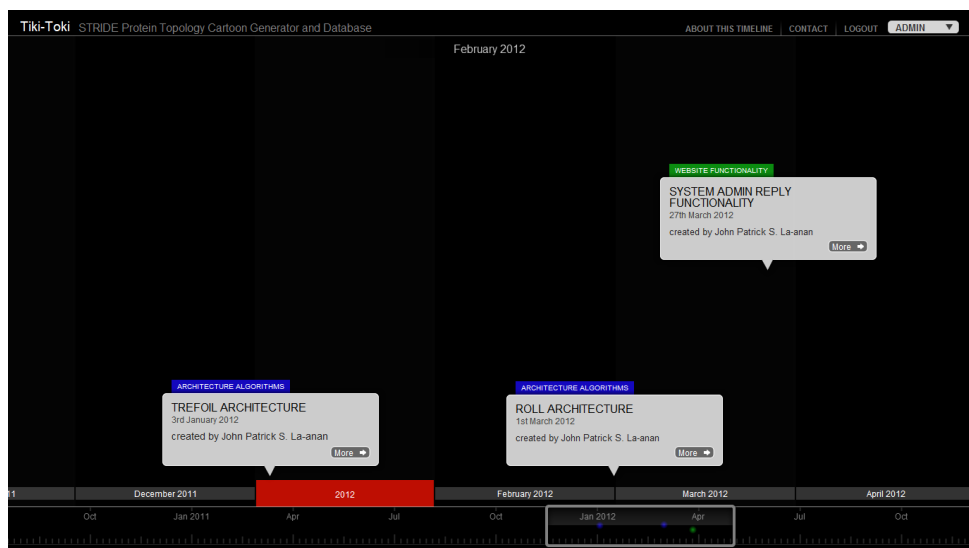 Tiki-Toki STRIDE Protein Topology Cartoon Generator and Database
ABOUT THIS TIMELINE CONTACT LOGOUT ADMIN
February 2012
WEBSITE FUNCTIONALITY
SYSTEM ADMIN REPLY
FUNCTIONALITY
27th March 2012
created by John Patrick S. La-anan
More
ARCHITECTURE ALGORITHMS
TREFOIL ARCHITECTURE
3rd January 2012
created by John Patrick S. La-anan
More
ARCHITECTURE ALGORITHMS
ROLL ARCHITECTURE
1st March 2012
created by John Patrick S. La-anan
More
11 December 2011 2012 February 2012 March 2012 April 2012
Oct Jan 2011 Apr Jul Oct Jan 2012 Apr Jul Oct